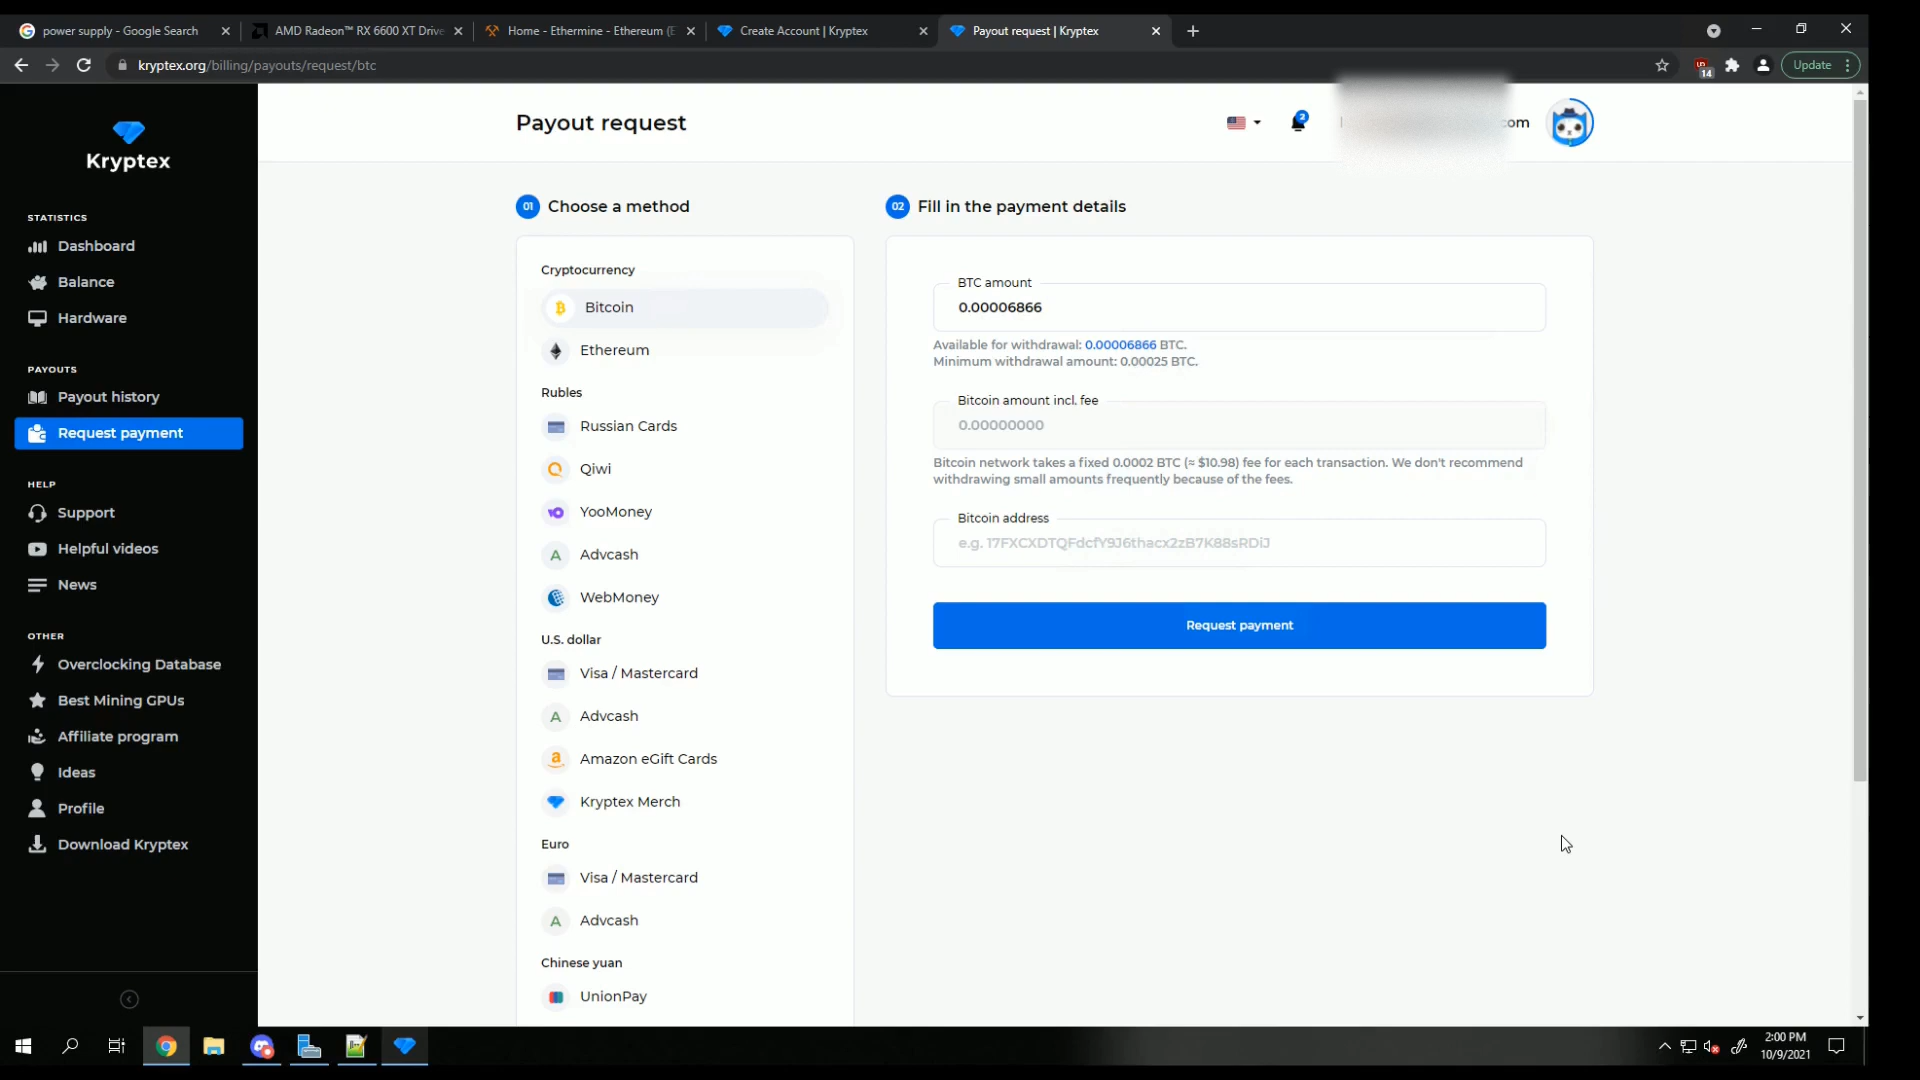 power supply - Google Search
AMD Radeon™ RX 6600 XT Drive
Home - Ethermine - Ethereum (E
Create Account | Kryptex
Payout request | Kryptex
kryptex.org/billing/payouts/request/btc
14
Update
Kryptex
STATISTICS
Dashboard
Balance
Hardware
PAYOUTS
Payout history
Request payment
HELP
Support
Helpful videos
News
OTHER
Overclocking Database
Best Mining GPUs
Affiliate program
Ideas
Profile
Download Kryptex
Payout request
2
com
01 Choose a method
Cryptocurrency
Bitcoin
Ethereum
Rubles
Russian Cards
Qiwi
YooMoney
Advcash
WebMoney
U.S. dollar
Visa / Mastercard
Advcash
Amazon eGift Cards
Kryptex Merch
Euro
Visa / Mastercard
Advcash
Chinese yuan
UnionPay
02 Fill in the payment details
BTC amount
0.00006866
Available for withdrawal: 0.00006866 BTC.
Minimum withdrawal amount: 0.00025 BTC.
Bitcoin amount incl. fee
0.00000000
Bitcoin network takes a fixed 0.0002 BTC (≈ $10.98) fee for each transaction. We don't recommend
withdrawing small amounts frequently because of the fees.
Bitcoin address
e.g. 17FXCXDTQFdcfY9J6thacx2zB7K88sRDiJ
Request payment
2:00 PM
10/9/2021